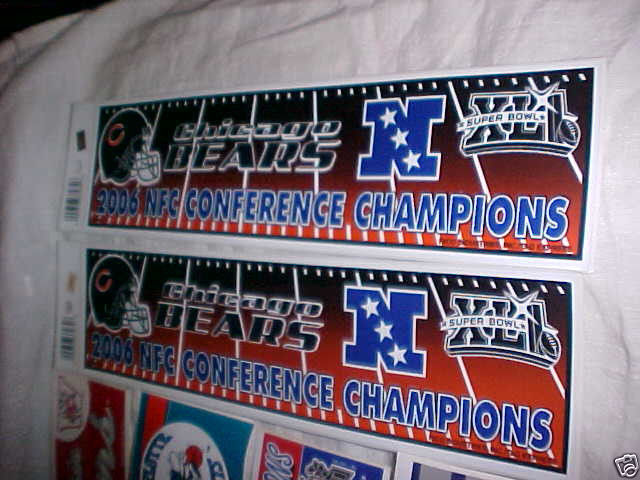 Chicago
BEARS
N
XLI
SUPER BOWL
2006 NFC CONFERENCE CHAMPIONS
Chicago
BEARS
N
XLI
SUPER BOWL
2006 NFC CONFERENCE CHAMPIONS